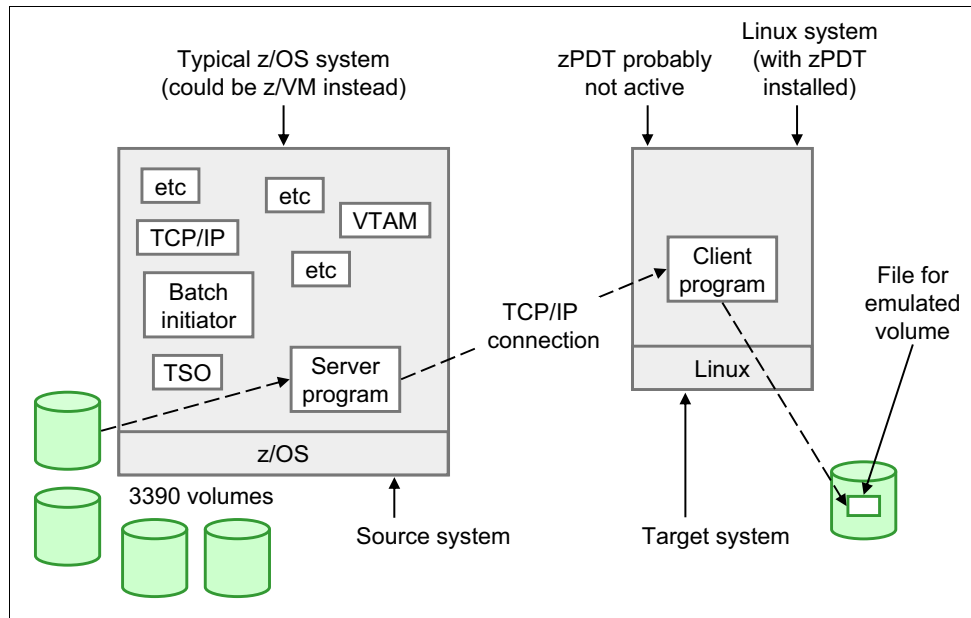 Typical z/OS system
(could be z/VM instead)
zPDT probably
not active
Linux system
(with zPDT
installed)
etc
etc
VTAM
TCP/IP
etc
Batch
initiator
TSO
Server
program
z/OS
TCP/IP
connection
Client
program
Linux
File for
emulated
volume
3390 volumes
Source system
Target system